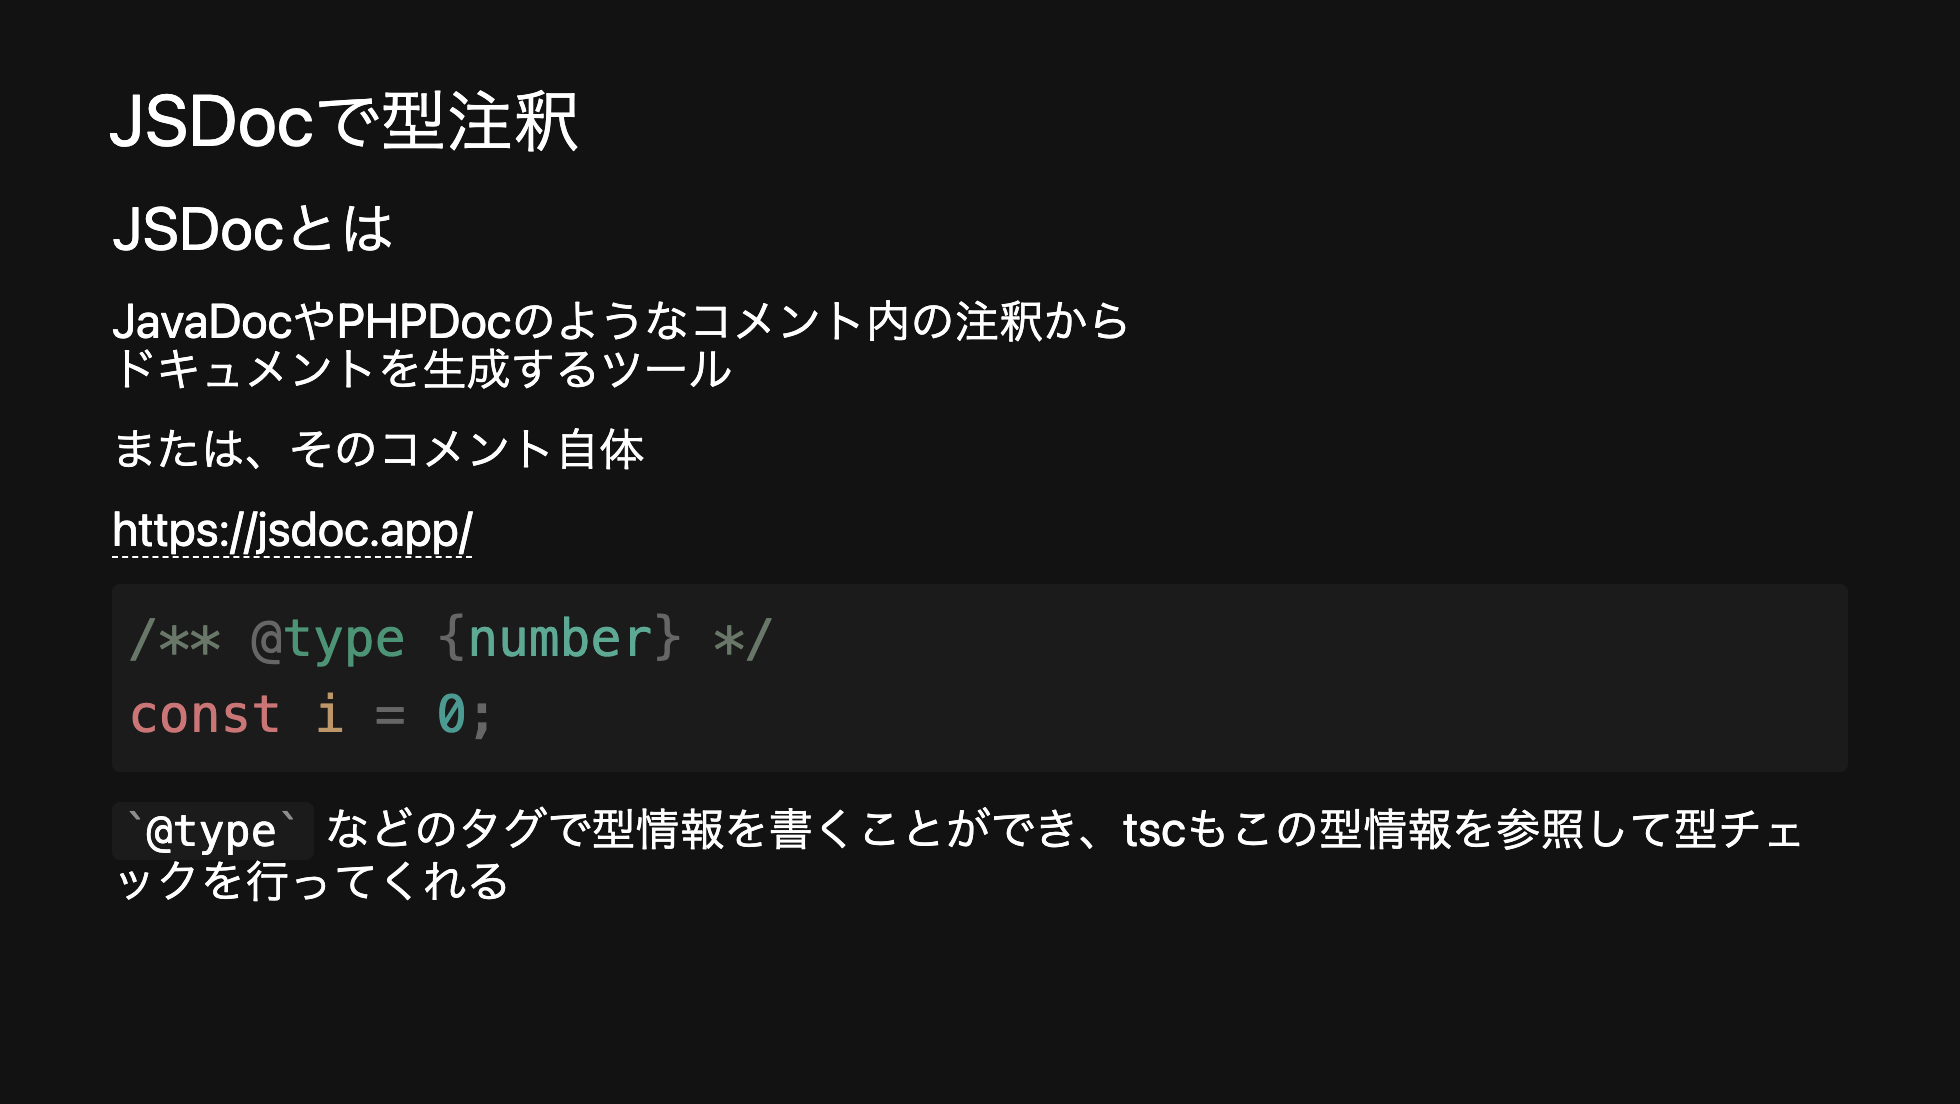 JSDocで型注釈
JSDocとは
JavaDocやPHPDocのようなコメント内の注釈から
ドキュメントを生成するツール
または、そのコメント自体
https://jsdoc.app/
/** @type {number} */
const i = 0;
`@type` などのタグで型情報を書くことができ、tscもこの型情報を参照して型チェ
ックを行ってくれる